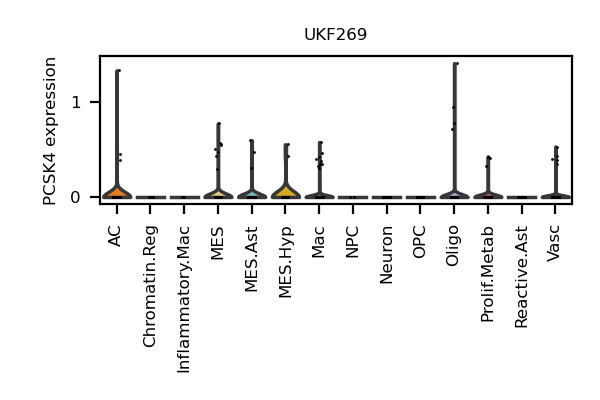 UKF269
PCSK4 expression
1
0
AC
Chromatin.Reg
Inflammatory.Mac
MES
MES.Ast
MES.Hyp
Mac
NPC
Neuron
OPC
Oligo
Prolif.Metab
Reactive.Ast
Vasc